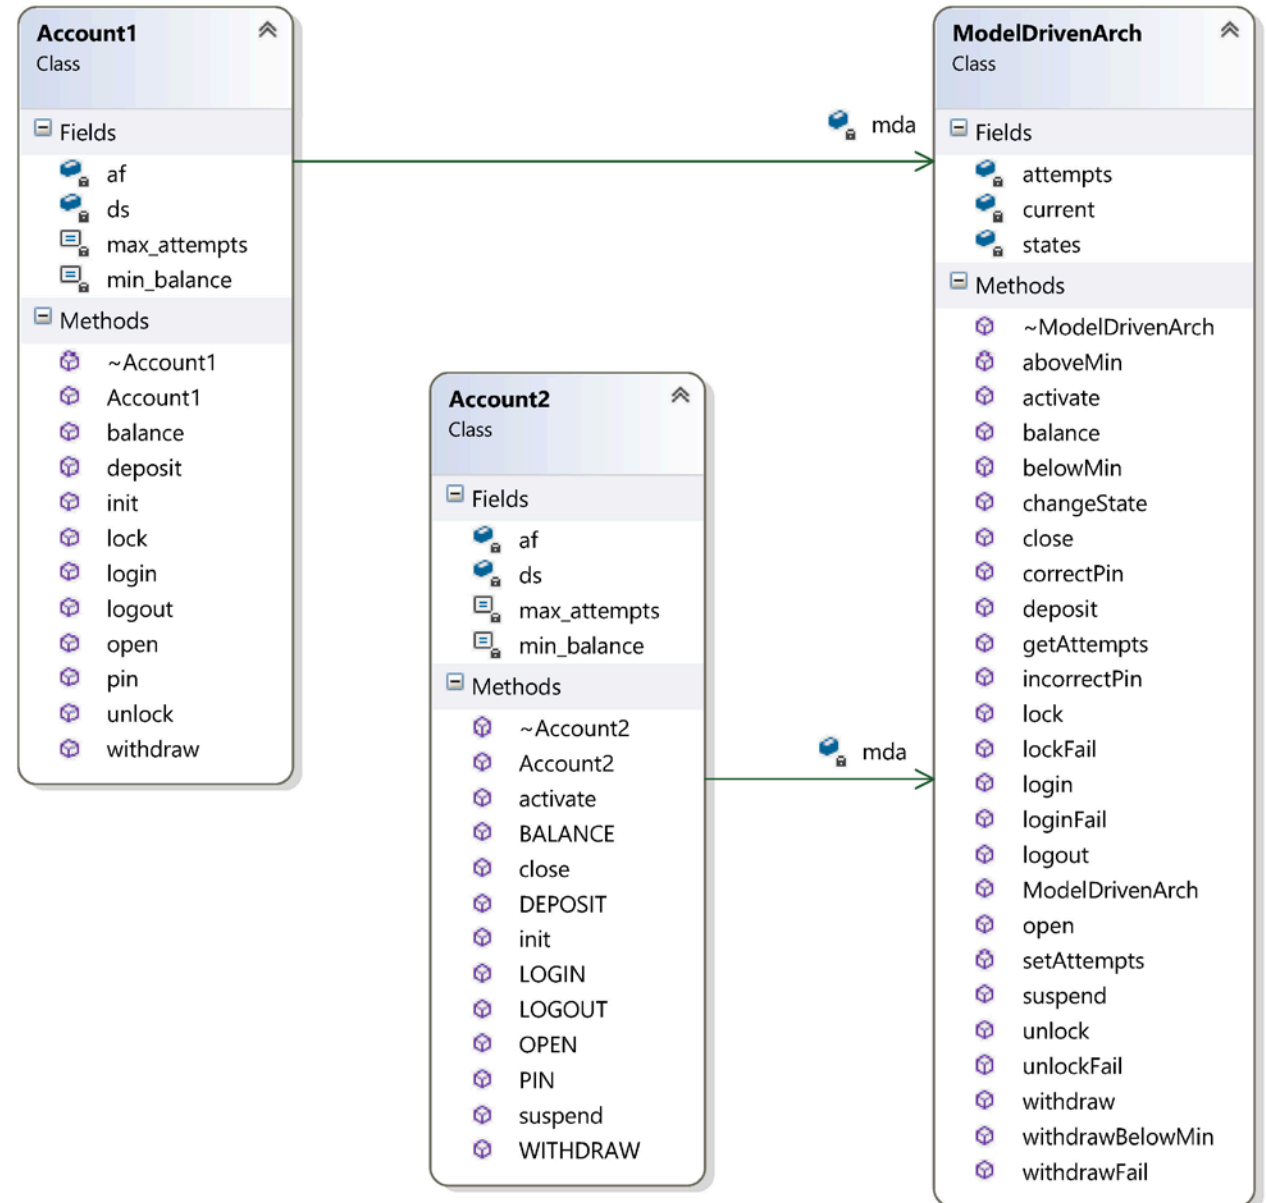 Account1
Class
Fields
af
ds
max_attempts
min_balance
Methods
~Account1
Account1
balance
deposit
init
lock
login
logout
open
pin
unlock
withdraw
mda
Account2
Class
Fields
af
ds
max_attempts
min_balance
Methods
~Account2
Account2
activate
BALANCE
close
DEPOSIT
init
LOGIN
LOGOUT
OPEN
PIN
suspend
WITHDRAW
mda
ModelDrivenArch
Class
Fields
attempts
current
states
Methods
~ModelDrivenArch
aboveMin
activate
balance
belowMin
changeState
close
correctPin
deposit
getAttempts
incorrectPin
lock
lockFail
login
loginFail
logout
ModelDrivenArch
open
setAttempts
suspend
unlock
unlockFail
withdraw
withdrawBelowMin
withdrawFail